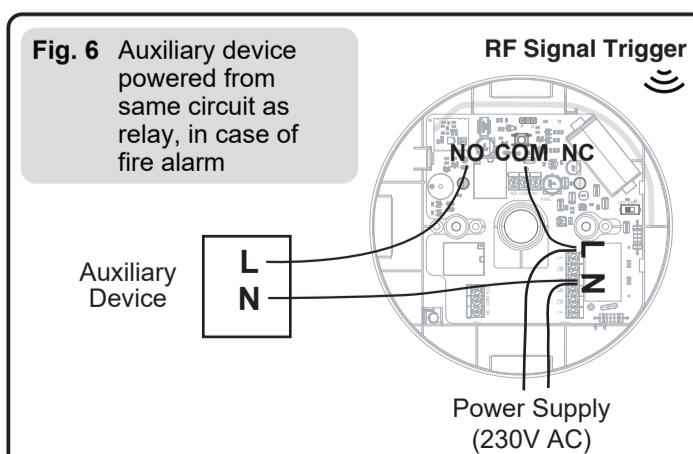 Fig. 6 Auxiliary device
powered from
same circuit as
relay, in case of
fire alarm
RF Signal Trigger
NO COM NC
L
N
Auxiliary
Device
L
N
Power Supply
(230V AC)